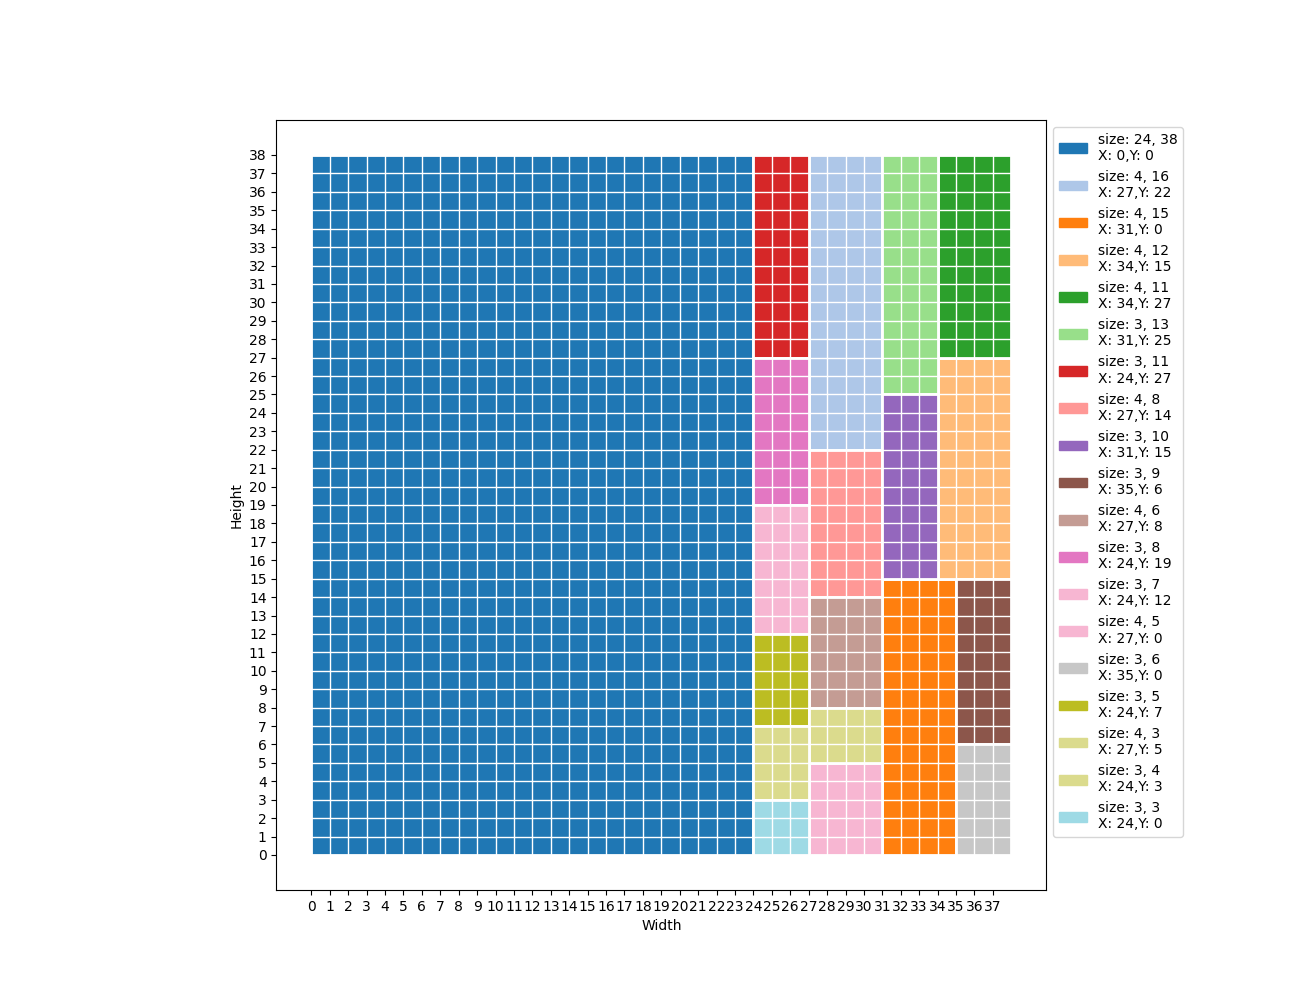 38
37
36
35
34
33
32
31
30
29
28
27
26
25
24
23
22
21
20
19
18
17
16
15
14
13
12
11
10
9
8
7
6
5
4
3
2
1
0
Height
0 1 2 3 4 5 6 7 8 9 10 11 12 13 14 15 16 17 18 19 20 21 22 23 24 25 26 27 28 29 30 31 32 33 34 35 36 37
Width
size: 24, 38
X: 0,Y: 0
size: 4, 16
X: 27,Y: 22
size: 4, 15
X: 31,Y: 0
size: 4, 12
X: 34,Y: 15
size: 4, 11
X: 34,Y: 27
size: 3, 13
X: 31,Y: 25
size: 3, 11
X: 24,Y: 27
size: 4, 8
X: 27,Y: 14
size: 3, 10
X: 31,Y: 15
size: 3, 9
X: 35,Y: 6
size: 4, 6
X: 27,Y: 8
size: 3, 8
X: 24,Y: 19
size: 3, 7
X: 24,Y: 12
size: 4, 5
X: 27,Y: 0
size: 3, 6
X: 35,Y: 0
size: 3, 5
X: 24,Y: 7
size: 4, 3
X: 27,Y: 5
size: 3, 4
X: 24,Y: 3
size: 3, 3
X: 24,Y: 0